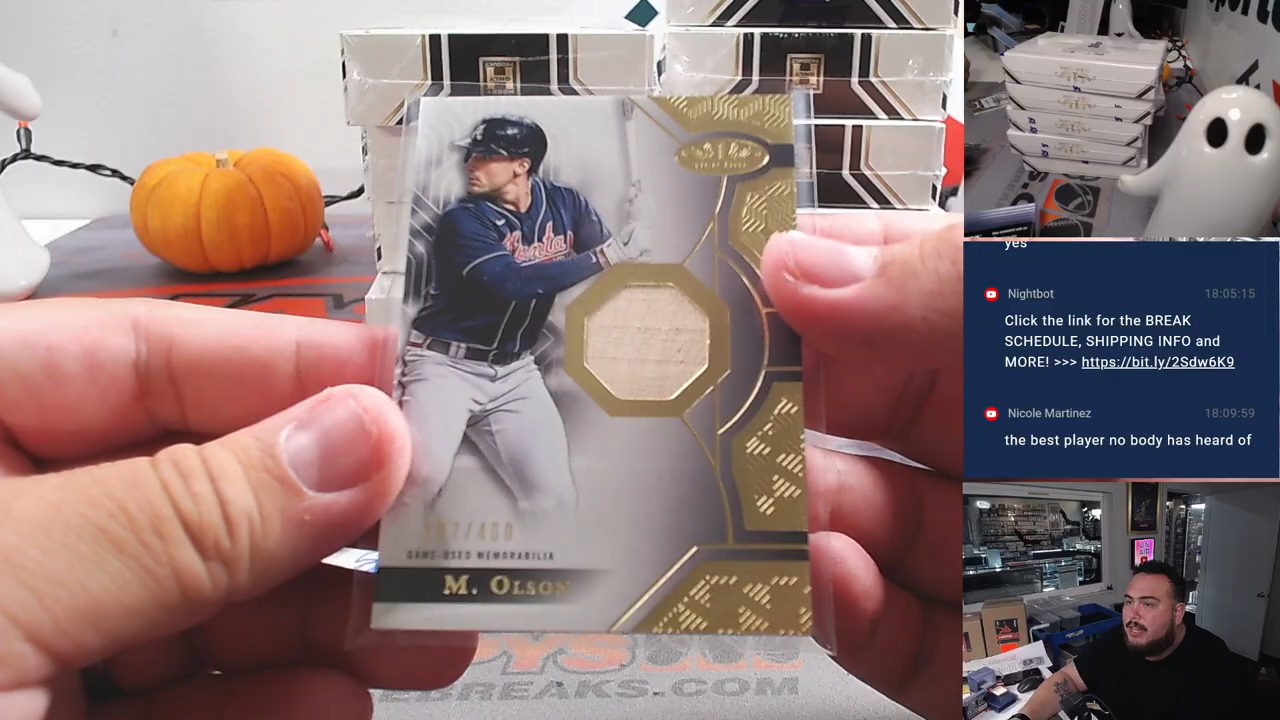 Atlanta
/400
GAME-USED MEMORABILIA
M. OLSON
BREAKS.COM
yes
Nightbot
18:05:15
Click the link for the BREAK
SCHEDULE, SHIPPING INFO and
MORE! >>> https://bit.ly/2Sdw6K9
Nicole Martinez
18:09:59
the best player no body has heard of